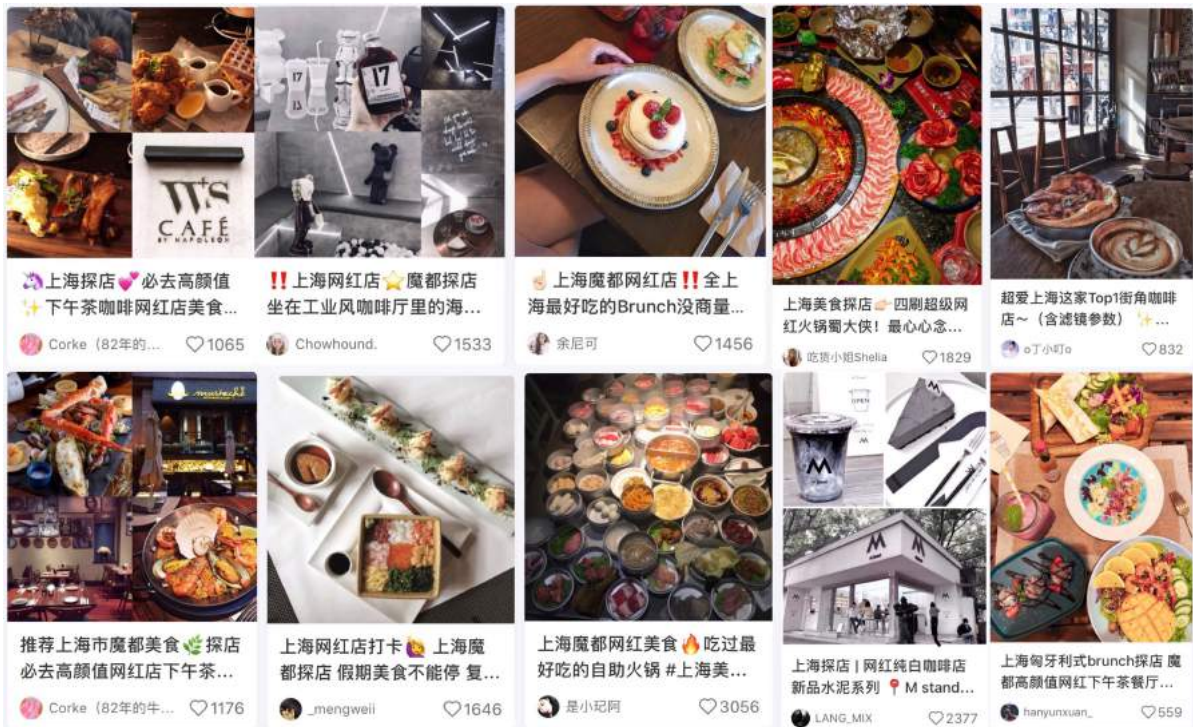 W+S
CAFÉ
BY NAPOLEON
17
17
🦄上海探店💕必去高颜值
✨下午茶咖啡网红店美食...
Corke（82年的...
1065
‼️上海网红店⭐魔都探店
坐在工业风咖啡厅里的海...
Chowhound.
1533
☝🏻上海魔都网红店‼️全上
海最好吃的Brunch没商量...
余尼可
1456
上海美食探店👉🏻四刷超级网
红火锅蜀大侠！最心心念...
吃货小姐Shelia
1829
超爱上海这家Top1街角咖啡
店～（含滤镜参数） ✨...
o丁小叮o
832
推荐上海市魔都美食🌿探店
必去高颜值网红店下午茶...
Corke（82年的牛...
1176
上海网红店打卡🙋 上海魔
都探店 假期美食不能停 复...
_mengweii
1646
上海魔都网红美食🔥吃过最
好吃的自助火锅 #上海美...
是小玘阿
3056
OPEN
M
M
M
上海探店 | 网红纯白咖啡店
新品水泥系列 📍M stand...
LANG_MIX
2377
上海匈牙利式brunch探店 魔
都高颜值网红下午茶餐厅...
hanyunxuan_
559